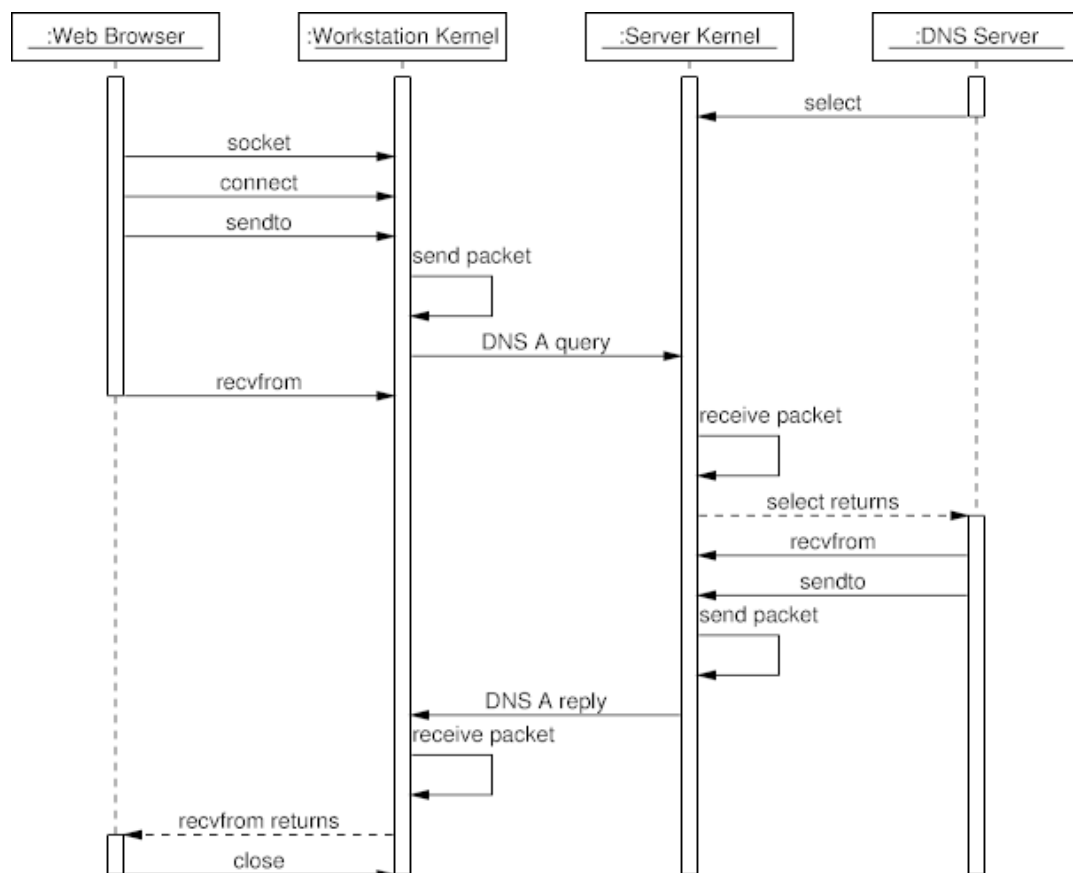 :Web Browser
:Workstation Kernel
:Server Kernel
:DNS Server
select
socket
connect
sendto
send packet
DNS A query
recvfrom
receive packet
select returns
recvfrom
sendto
send packet
DNS A reply
receive packet
recvfrom returns
close